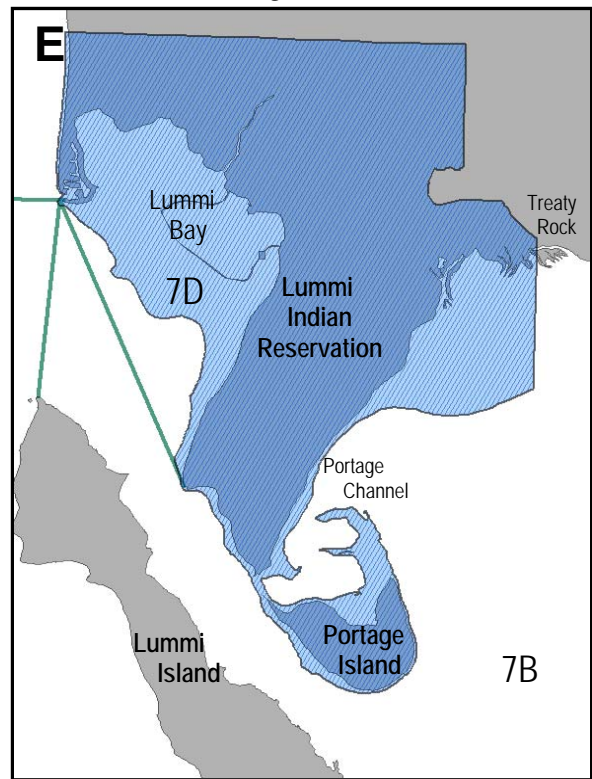 E
Treaty
Rock
Lummi
Bay
7D
Lummi
Indian
Reservation
Portage
Channel
Lummi
Island
Portage
Island
7B